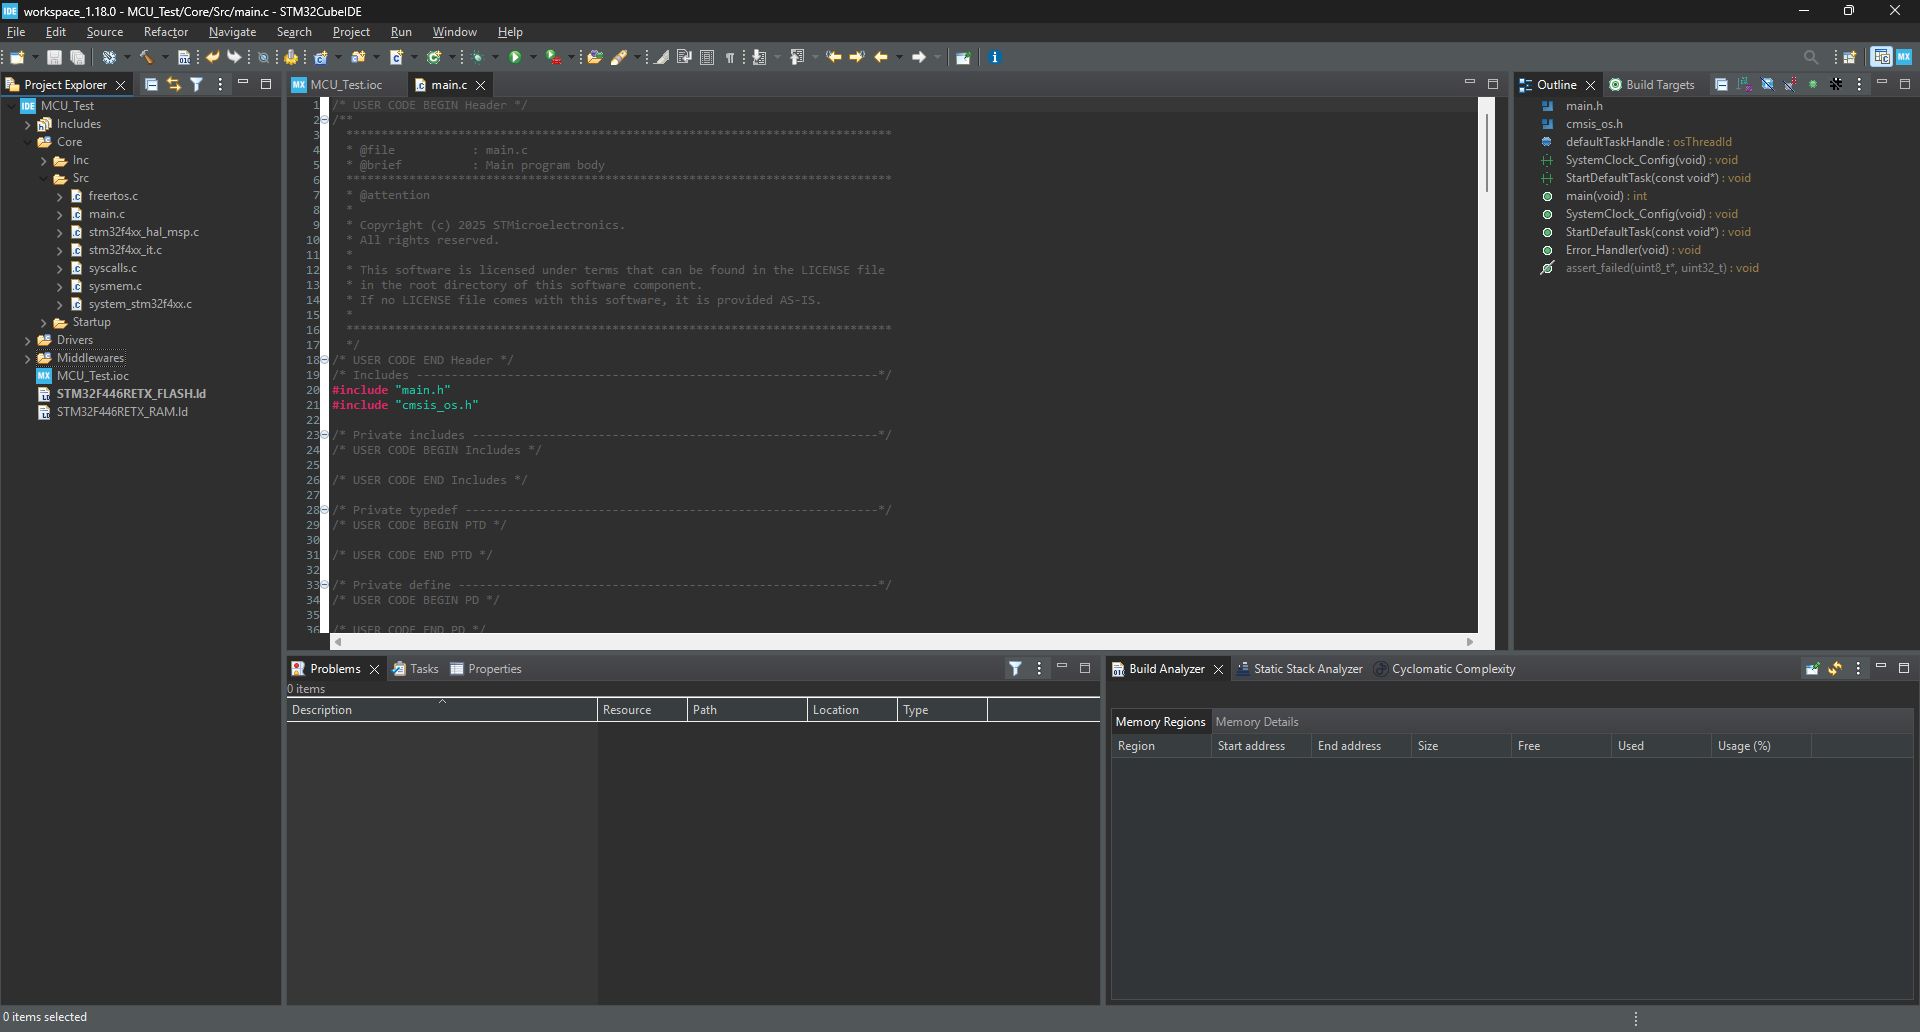 workspace_1.18.0 - MCU_Test/Core/Src/main.c - STM32CubeIDE
File Edit Source Refactor Navigate Search Project Run Window Help
Project Explorer
MCU_Test
Includes
Core
Inc
Src
freertos.c
main.c
stm32f4xx_hal_msp.c
stm32f4xx_it.c
syscalls.c
sysmem.c
system_stm32f4xx.c
Startup
Drivers
Middlewares
MCU_Test.ioc
STM32F446RETX_FLASH.ld
STM32F446RETX_RAM.ld
MCU_Test.ioc main.c
1 /* USER CODE BEGIN Header */
2 /**
3 ******************************************************************************
4 * @file : main.c
5 * @brief : Main program body
6 ******************************************************************************
7 * @attention
8 *
9 * Copyright (c) 2025 STMicroelectronics.
10 * All rights reserved.
11 *
12 * This software is licensed under terms that can be found in the LICENSE file
13 * in the root directory of this software component.
14 * If no LICENSE file comes with this software, it is provided AS-IS.
15 *
16 ******************************************************************************
17 */
18 /* USER CODE END Header */
19 /* Includes ------------------------------------------------------------------*/
20 #include "main.h"
21 #include "cmsis_os.h"
22
23 /* Private includes ----------------------------------------------------------*/
24 /* USER CODE BEGIN Includes */
25
26 /* USER CODE END Includes */
27
28 /* Private typedef -----------------------------------------------------------*/
29 /* USER CODE BEGIN PTD */
30
31 /* USER CODE END PTD */
32
33 /* Private define ------------------------------------------------------------*/
34 /* USER CODE BEGIN PD */
35
36 /* USER CODE END PD */
Outline Build Targets
main.h
cmsis_os.h
defaultTaskHandle : osThreadId
SystemClock_Config(void) : void
StartDefaultTask(const void*) : void
main(void) : int
SystemClock_Config(void) : void
StartDefaultTask(const void*) : void
Error_Handler(void) : void
assert_failed(uint8_t*, uint32_t) : void
Problems Tasks Properties
0 items
Description Resource Path Location Type
Build Analyzer Static Stack Analyzer Cyclomatic Complexity
Memory Regions Memory Details
Region Start address End address Size Free Used Usage (%)
0 items selected